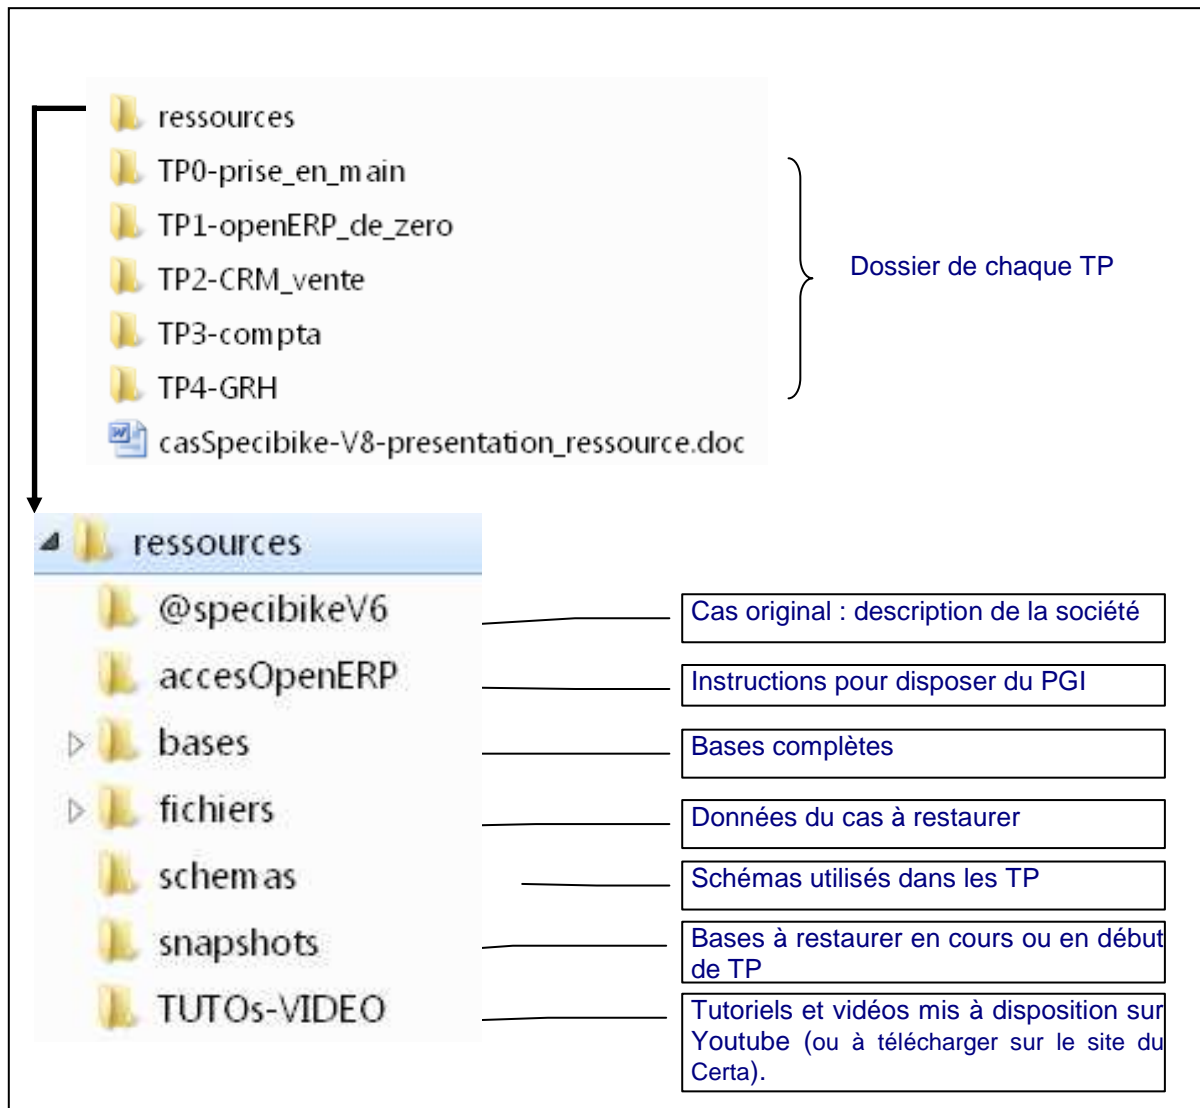 ressources
TP0-prise_en_main
TP1-openERP_de_zero
TP2-CRM_vente
TP3-compta
TP4-GRH
casSpecibike-V8-presentation_ressource.doc
Dossier de chaque TP
ressources
@specibikeV6
Cas original : description de la société
accesOpenERP
Instructions pour disposer du PGI
bases
Bases complètes
fichiers
Données du cas à restaurer
schemas
Schémas utilisés dans les TP
snapshots
Bases à restaurer en cours ou en début
de TP
TUTOs-VIDEO
Tutoriels et vidéos mis à disposition sur
Youtube (ou à télécharger sur le site du
Certa).